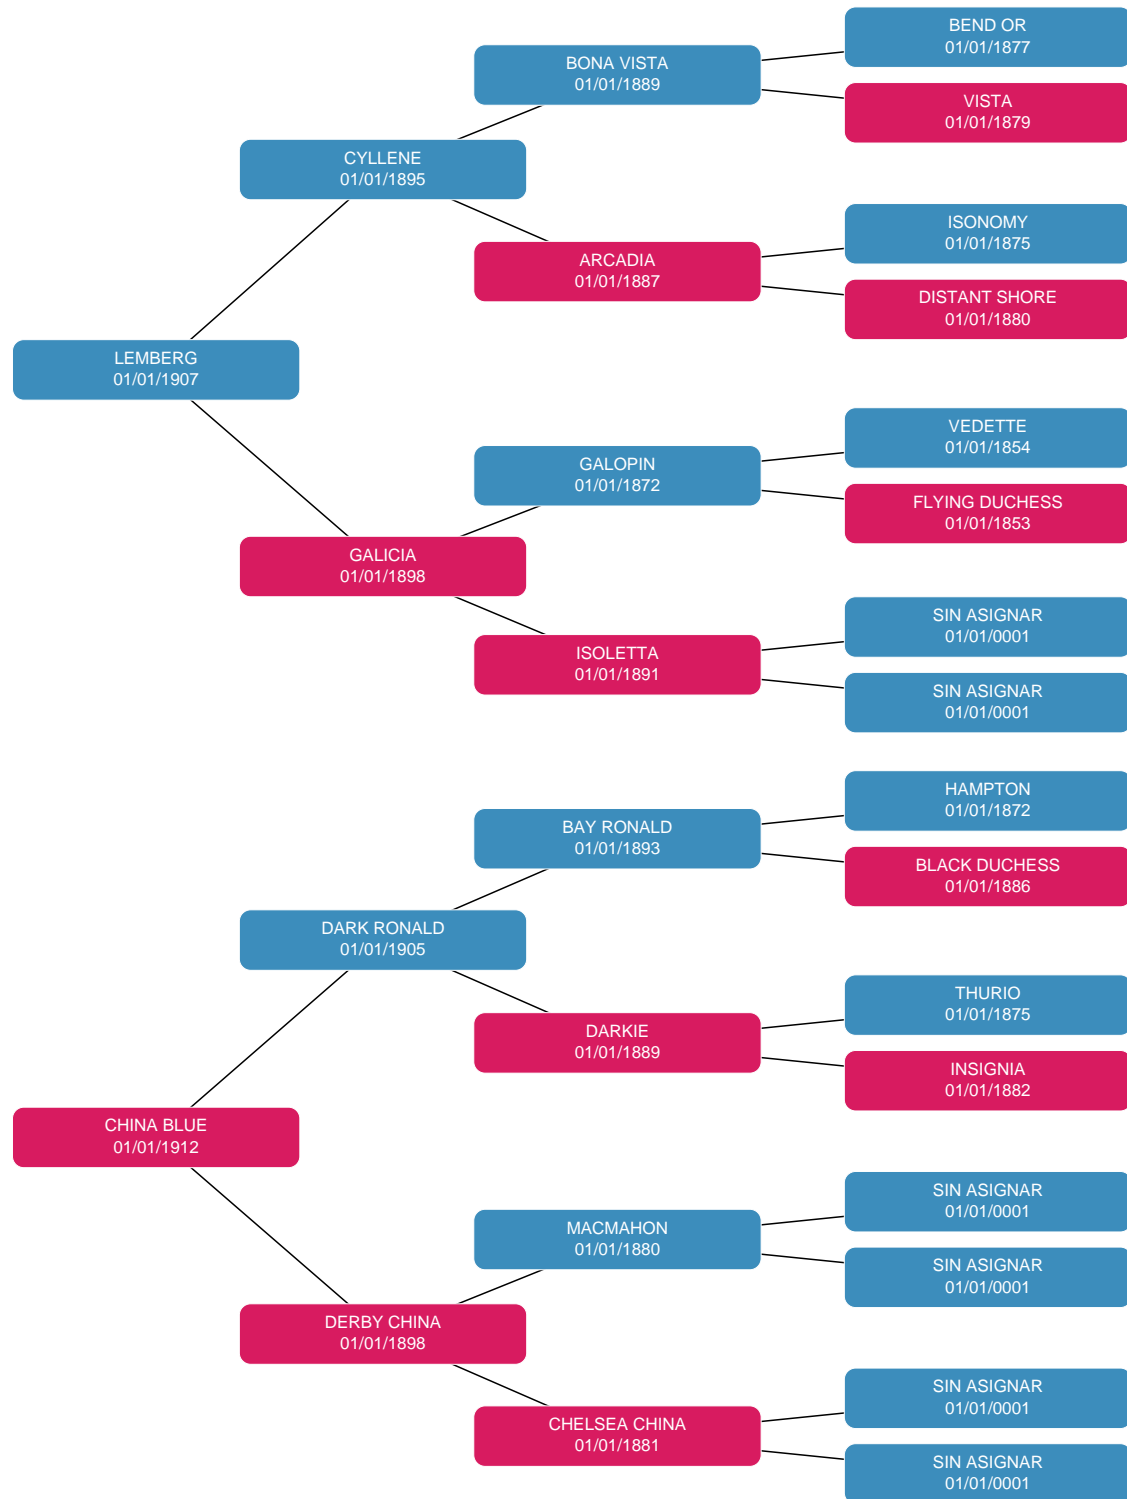 BEND OR
01/01/1877
BONA VISTA
01/01/1889
VISTA
01/01/1879
CYLLENE
01/01/1895
ISONOMY
01/01/1875
ARCADIA
01/01/1887
DISTANT SHORE
01/01/1880
LEMBERG
01/01/1907
VEDETTE
01/01/1854
GALOPIN
01/01/1872
FLYING DUCHESS
01/01/1853
GALICIA
01/01/1898
SIN ASIGNAR
01/01/0001
ISOLETTA
01/01/1891
SIN ASIGNAR
01/01/0001
HAMPTON
01/01/1872
BAY RONALD
01/01/1893
BLACK DUCHESS
01/01/1886
DARK RONALD
01/01/1905
THURIO
01/01/1875
DARKIE
01/01/1889
INSIGNIA
01/01/1882
CHINA BLUE
01/01/1912
SIN ASIGNAR
01/01/0001
MACMAHON
01/01/1880
SIN ASIGNAR
01/01/0001
DERBY CHINA
01/01/1898
SIN ASIGNAR
01/01/0001
CHELSEA CHINA
01/01/1881
SIN ASIGNAR
01/01/0001